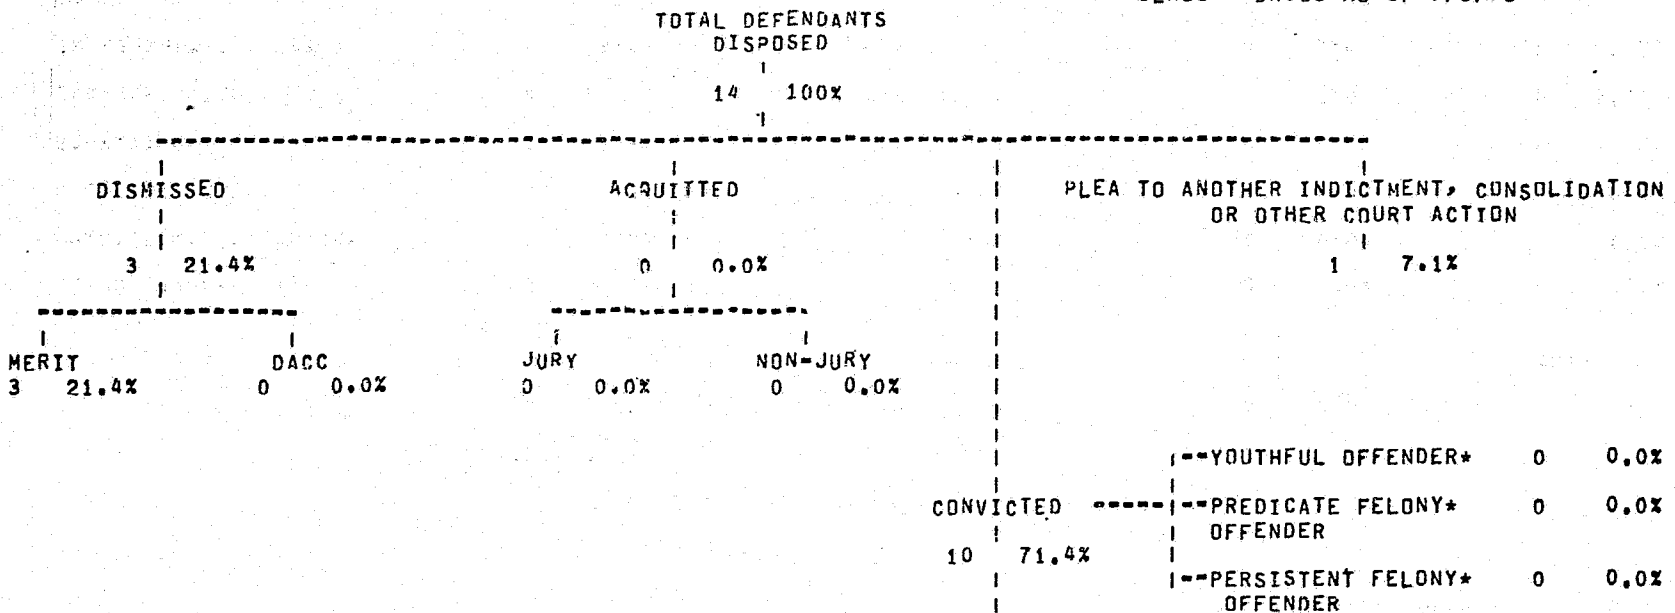 TOTAL DEFENDANTS
DISPOSED
14 100%
DISMISSED
3 21.4%
MERIT
3 21.4%
DACC
0 0.0%
ACQUITTED
0 0.0%
JURY
0 0.0%
NON-JURY
0 0.0%
PLEA TO ANOTHER INDICTMENT, CONSOLIDATION
OR OTHER COURT ACTION
1 7.1%
CONVICTED
10 71.4%
YOUTHFUL OFFENDER* 0 0.0%
PREDICATE FELONY* 0 0.0%
OFFENDER
PERSISTENT FELONY* 0 0.0%
OFFENDER